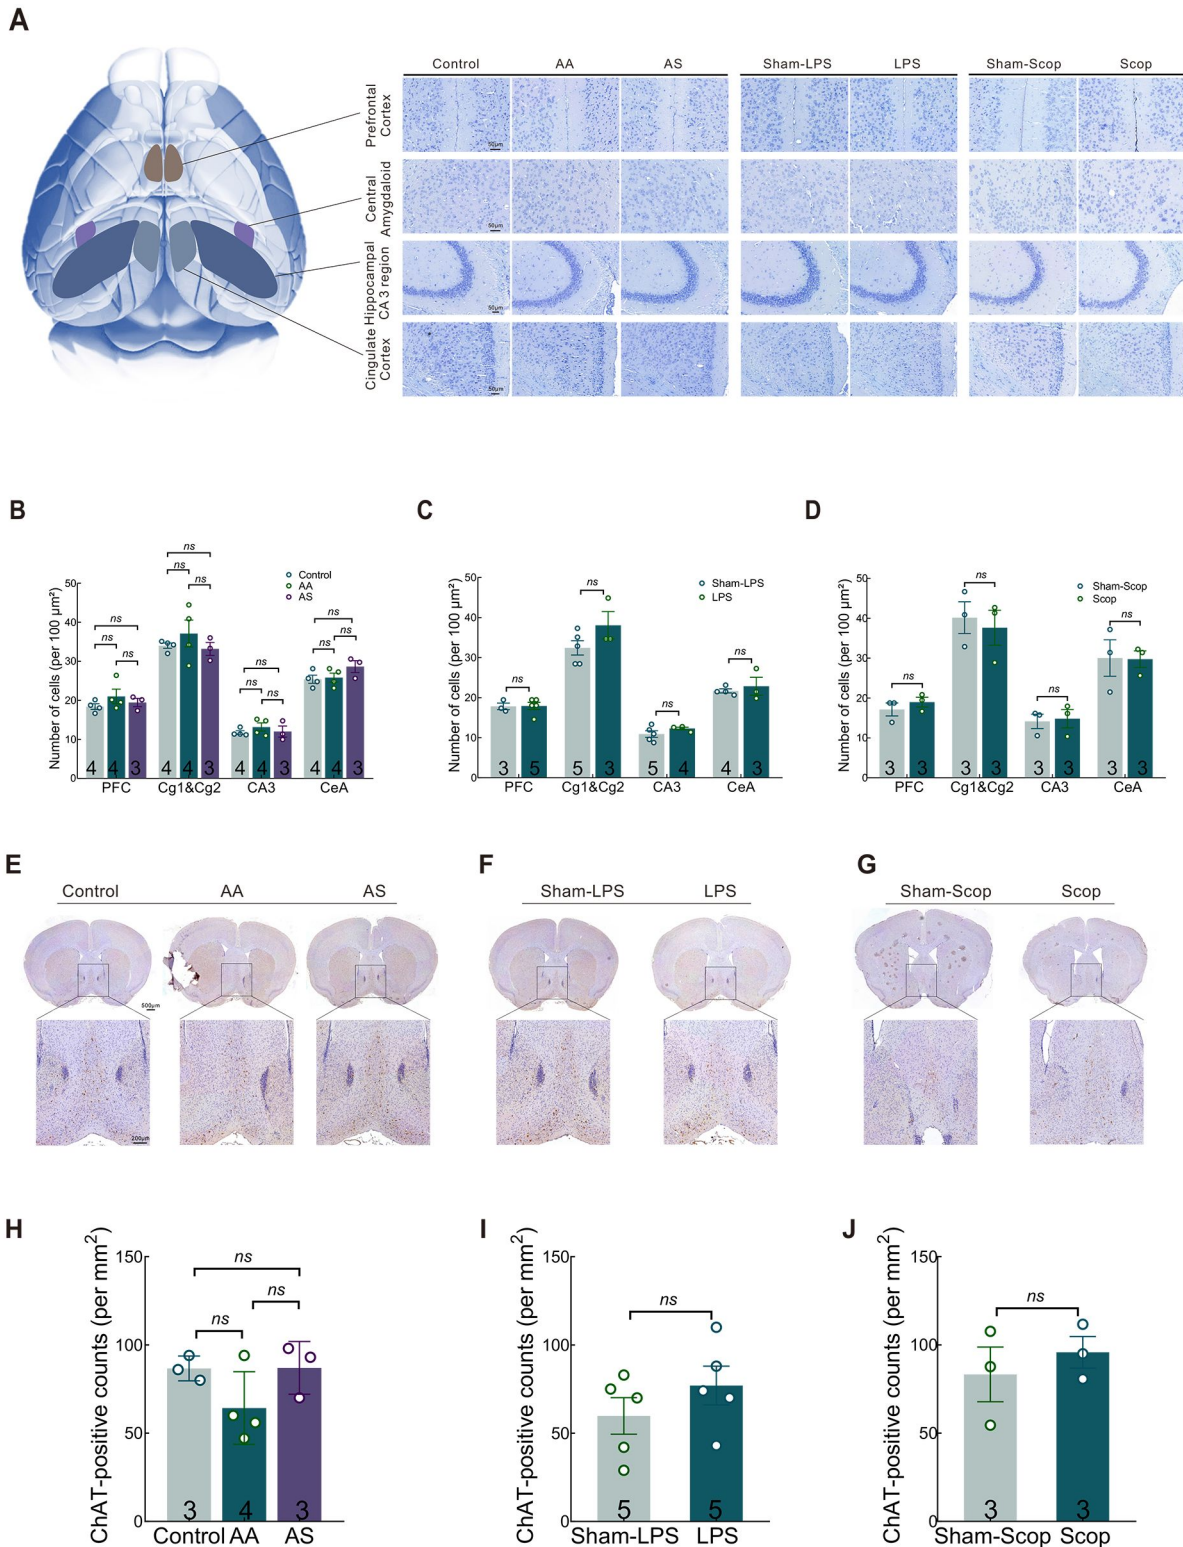 A
Control AA AS Sham-LPS LPS Sham-Scop Scop
Prefrontal
Cortex
50μm
Central
Amygdaloid
50μm
Hippocampal
CA 3 region
50μm
Cingulate
Cortex
50μm
B
Number of cells (per 100 μm²)
50
40
30
20
10
0
Control
AA
AS
ns ns ns
ns ns ns
ns ns ns
ns ns ns
4 4 3 4 4 3 4 4 3 4 4 3
PFC Cg1&Cg2 CA3 CeA
C
Number of cells (per 100 μm²)
50
40
30
20
10
0
Sham-LPS
LPS
ns ns ns ns
3 5 5 3 5 4 4 3
PFC Cg1&Cg2 CA3 CeA
D
Number of cells (per 100 μm²)
50
40
30
20
10
0
Sham-Scop
Scop
ns ns ns ns
3 3 3 3 3 3 3 3
PFC Cg1&Cg2 CA3 CeA
E
Control AA AS
500μm
200μm
F
Sham-LPS LPS
G
Sham-Scop Scop
H
ChAT-positive counts (per mm²)
150
100
50
0
ns
ns
ns
3 4 3
Control AA AS
I
ChAT-positive counts (per mm²)
150
100
50
0
ns
5 5
Sham-LPS LPS
J
ChAT-positive counts (per mm²)
150
100
50
0
ns
3 3
Sham-Scop Scop